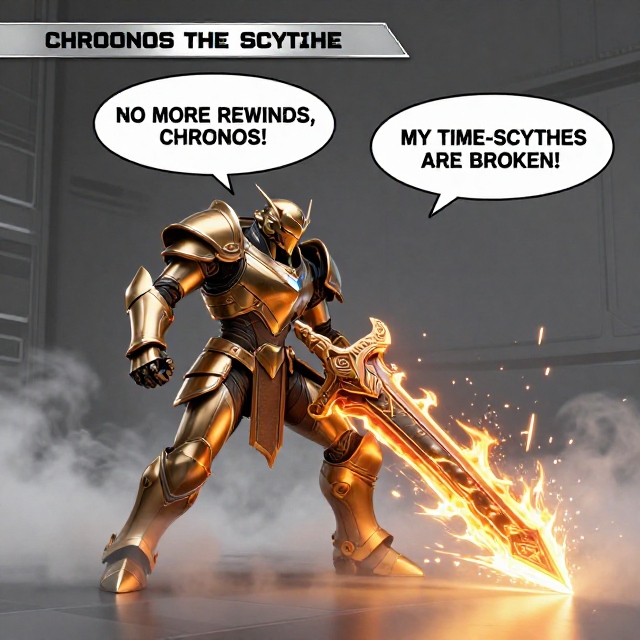 CHROONOS THE SCYTIHE
NO MORE REWINDS,
CHRONOS!
MY TIME-SCYTHES
ARE BROKEN!